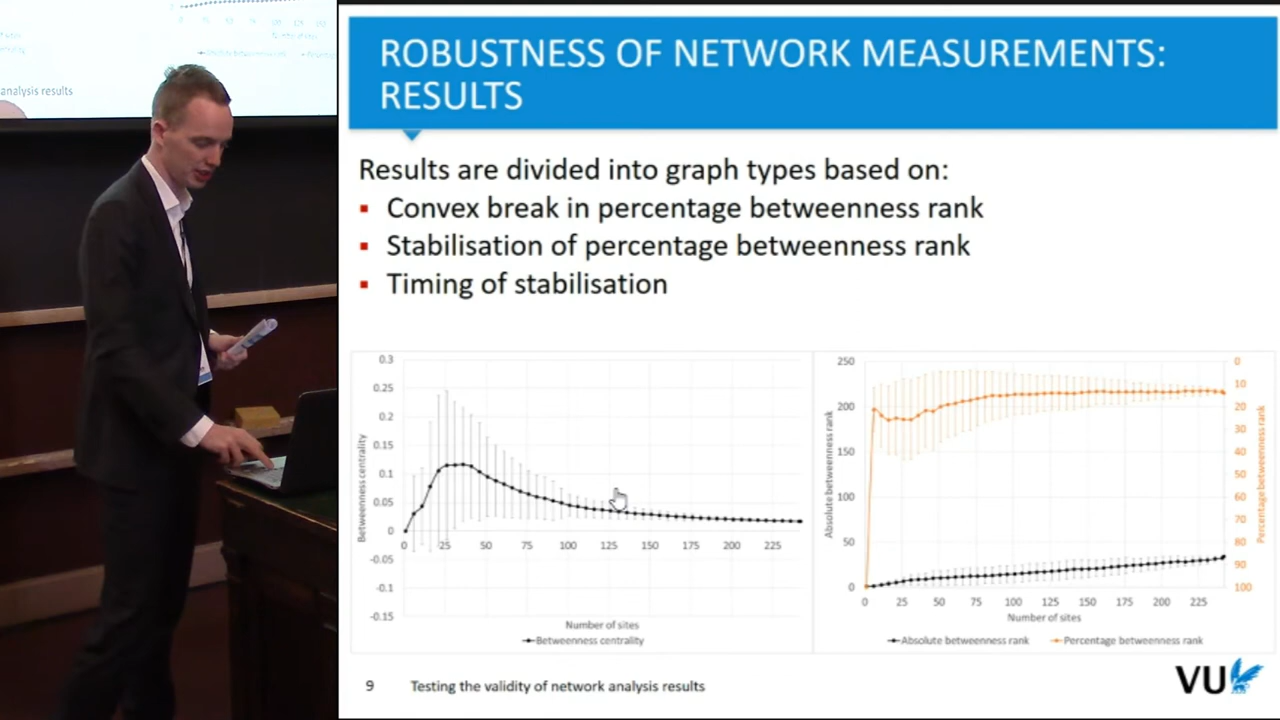 analysis results
ROBUSTNESS OF NETWORK MEASUREMENTS:
RESULTS
Results are divided into graph types based on:
▪ Convex break in percentage betweenness rank
▪ Stabilisation of percentage betweenness rank
▪ Timing of stabilisation
0.3
0.25
0.2
0.15
0.1
0.05
0
-0.05
-0.1
-0.15
Betweenness centrality
0 25 50 75 100 125 150 175 200 225
Number of sites
Betweenness centrality
250
200
150
100
50
0
Absolute betweenness rank
0
10
20
30
40
50
60
70
80
90
100
Percentage betweenness rank
0 25 50 75 100 125 150 175 200 225
Number of sites
Absolute betweenness rank Percentage betweenness rank
9 Testing the validity of network analysis results
VU